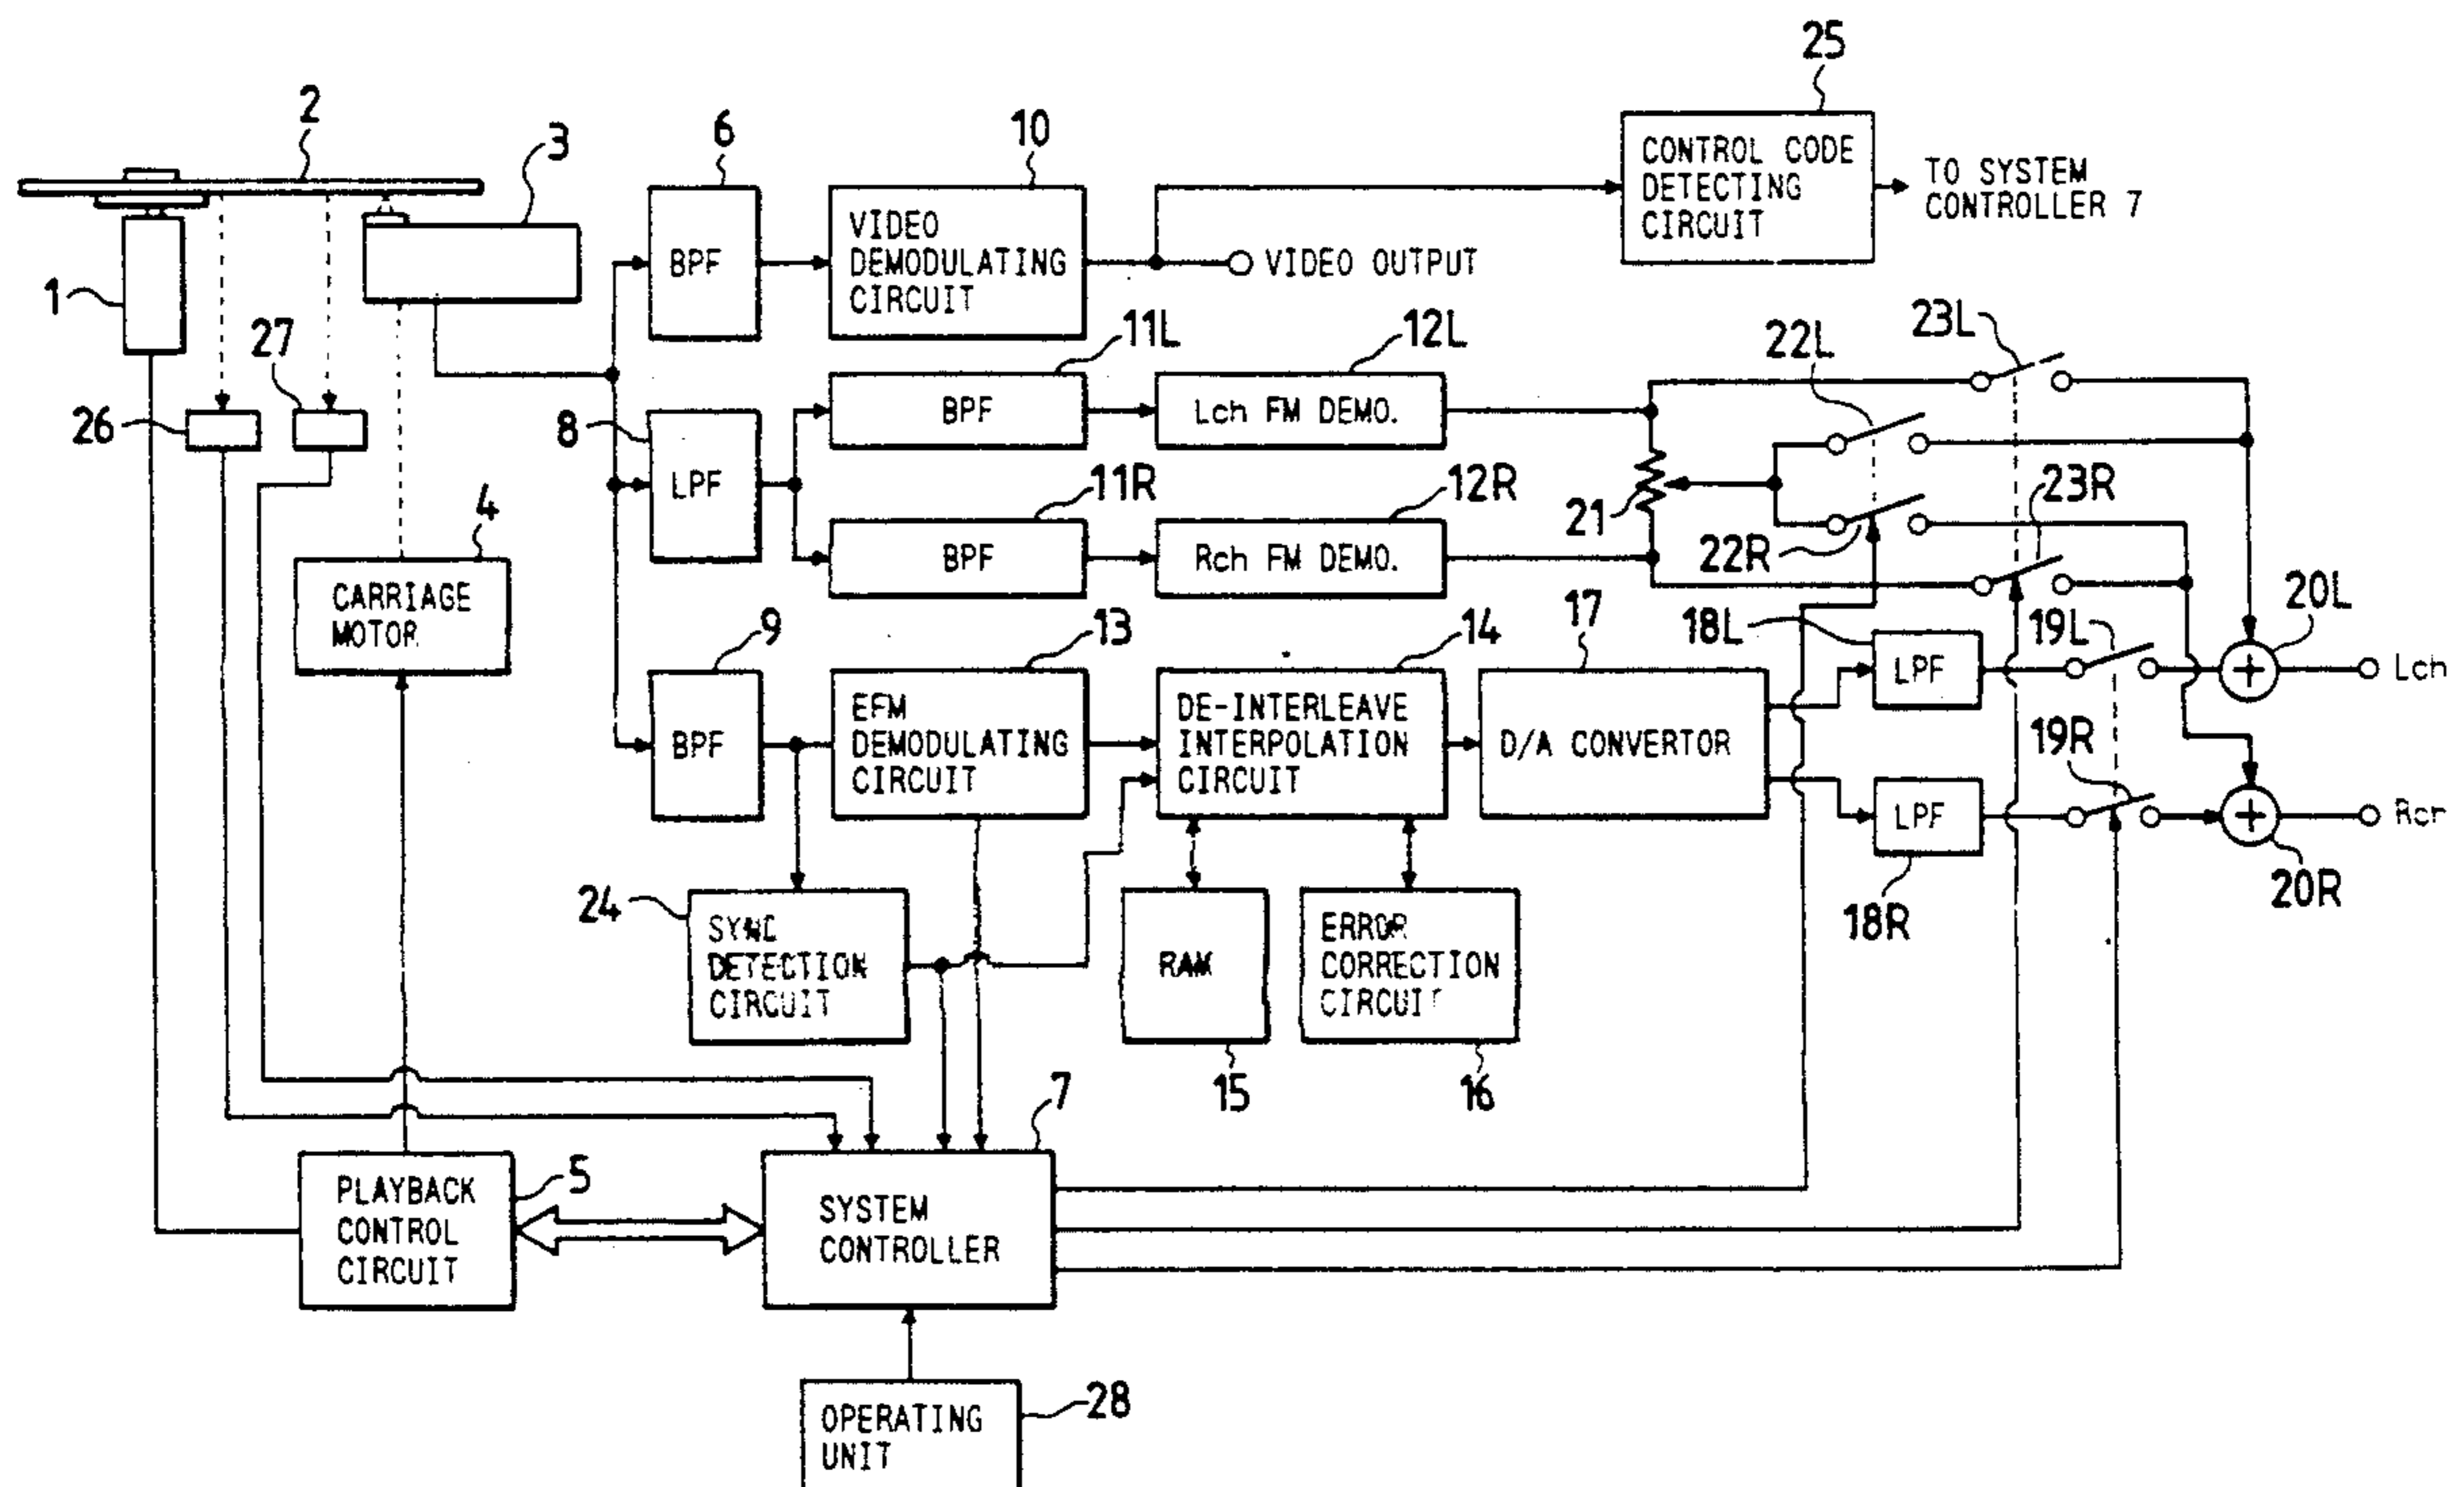 25
2
3
6
10
CONTROL CODE
DETECTING
CIRCUIT
TO SYSTEM
CONTROLLER 7
BPF
VIDEO
DEMODULATING
CIRCUIT
VIDEO OUTPUT
1
27
26
11L
12L
22L
23L
8
LPF
BPF
Lch FM DEMO.
11R
12R
21
23R
22R
BPF
Rch FM DEMO.
4
CARRIAGE
MOTOR
9
13
14
17
18L
19L
20L
BPF
EFM
DEMODULATING
CIRCUIT
DE-INTERLEAVE
INTERPOLATION
CIRCUIT
D/A CONVERTOR
LPF
Lch
19R
LPF
18R
20R
24
SYNC
DETECTION
CIRCUIT
RAM
15
ERROR
CORRECTION
CIRCUIT
16
7
PLAYBACK
CONTROL
CIRCUIT
5
SYSTEM
CONTROLLER
OPERATING
UNIT
28